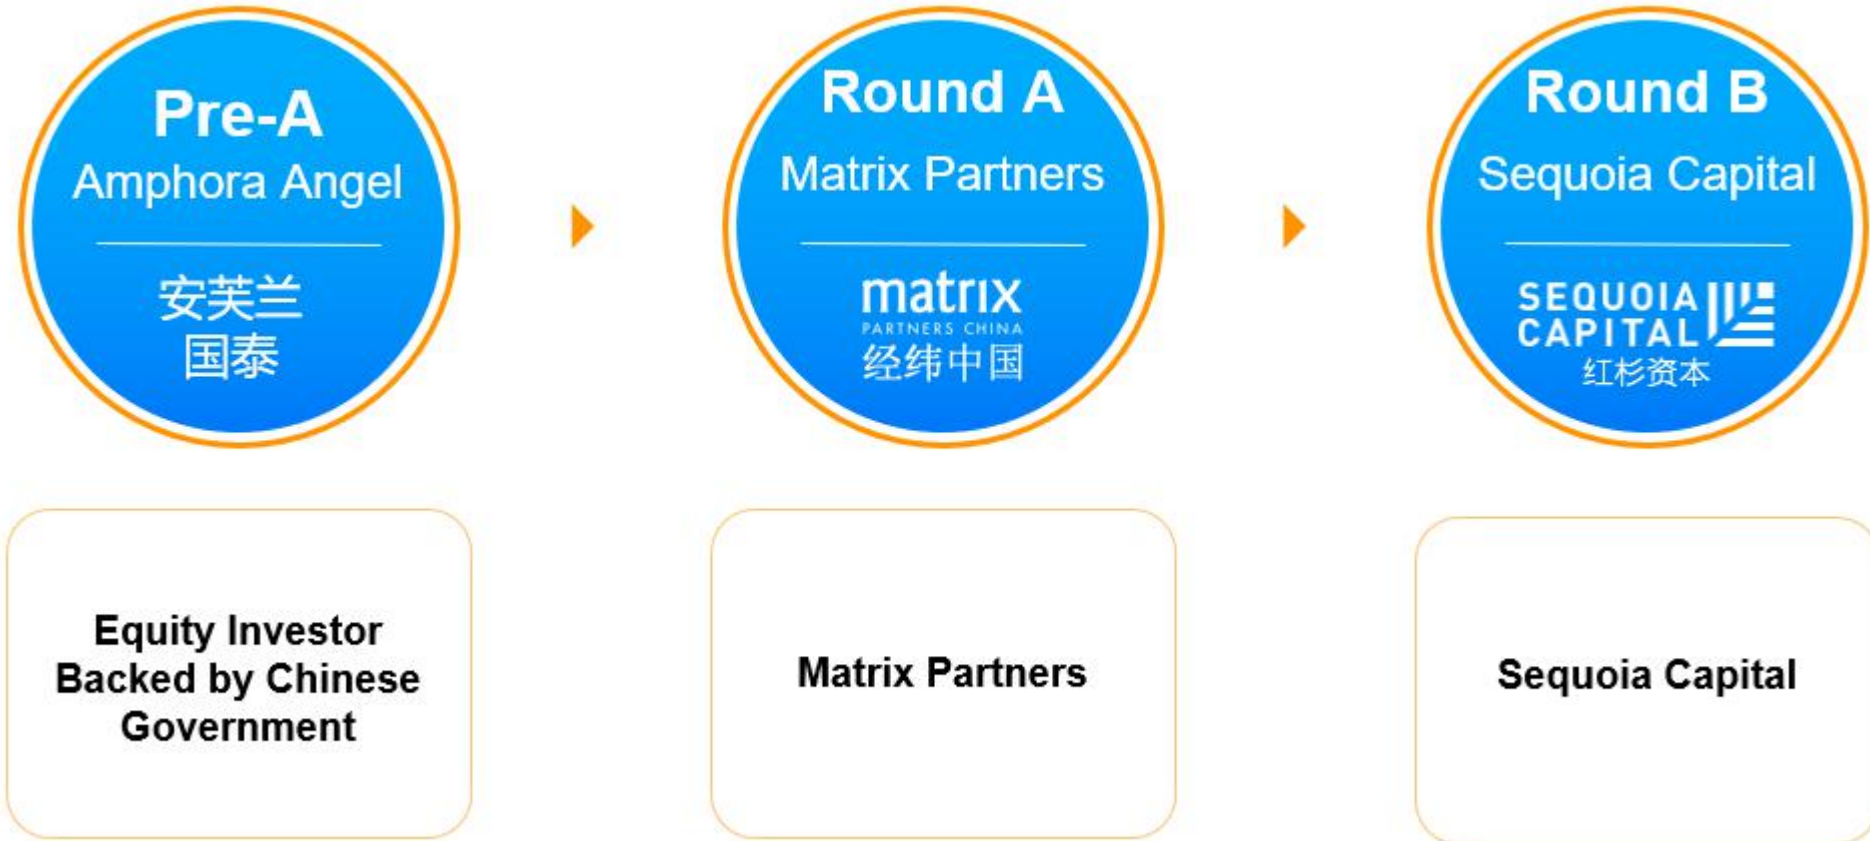 Pre-A
Amphora Angel
安芙兰
国泰
Round A
Matrix Partners
matrix
PARTNERS CHINA
经纬中国
Round B
Sequoia Capital
SEQUOIA
CAPITAL
红杉资本
Equity Investor
Backed by Chinese
Government
Matrix Partners
Sequoia Capital